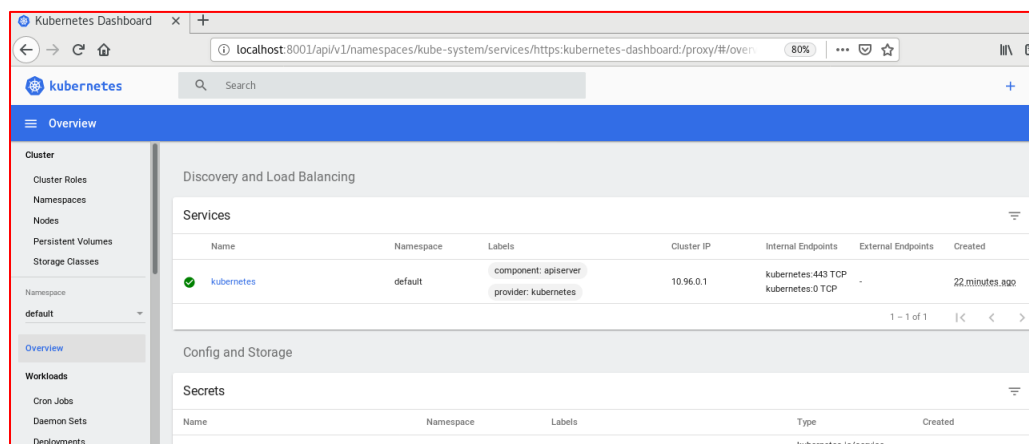 Kubernetes Dashboard
localhost:8001/api/v1/namespaces/kube-system/services/https:kubernetes-dashboard:/proxy/#/over
80%
kubernetes
Search
Overview
Cluster
Cluster Roles
Namespaces
Nodes
Persistent Volumes
Storage Classes
Namespace
default
Overview
Workloads
Cron Jobs
Daemon Sets
Deployments
Discovery and Load Balancing
Services
Name Namespace Labels Cluster IP Internal Endpoints External Endpoints Created
kubernetes default component: apiserver 10.96.0.1 kubernetes:443 TCP - 22 minutes ago
provider: kubernetes kubernetes:0 TCP
1 – 1 of 1
Config and Storage
Secrets
Name Namespace Labels Type Created